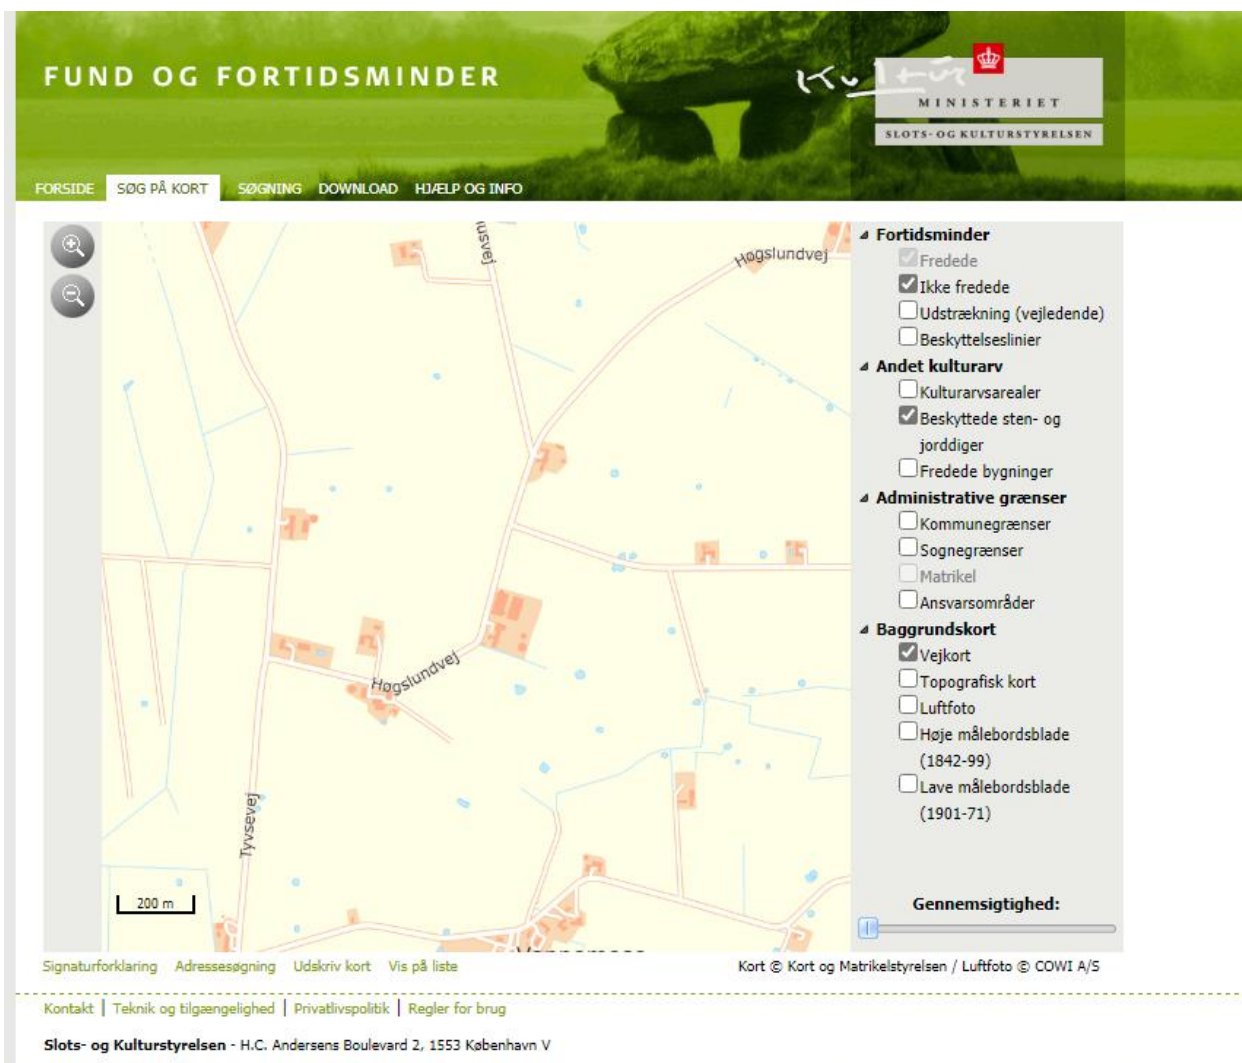 FUND OG FORTIDSMINDER
Kultur
MINISTERIET
SLOTS- OG KULTURSTYRELSEN
FORSIDE SØG PÅ KORT SØGNING DOWNLOAD HJÆLP OG INFO
usvej
Høgslundvej
Høgslundvej
Tyvsevej
200 m
Fortidsminder
Fredede
Ikke fredede
Udstrækning (vejledende)
Beskyttelseslinier
Andet kulturarv
Kulturarvsarealer
Beskyttede sten- og
jorddiger
Fredede bygninger
Administrative grænser
Kommunegrænser
Sognegrænser
Matrikel
Ansvarsområder
Baggrundskort
Vejkort
Topografisk kort
Luftfoto
Høje målebordsblade
(1842-99)
Lave målebordsblade
(1901-71)
Gennemsigtighed:
Signaturforklaring Adressesøgning Udskriv kort Vis på liste
Kort © Kort og Matrikelstyrelsen / Luftfoto © COWI A/S
Kontakt | Teknik og tilgængelighed | Privatlivspolitik | Regler for brug
Slots- og Kulturstyrelsen - H.C. Andersens Boulevard 2, 1553 København V